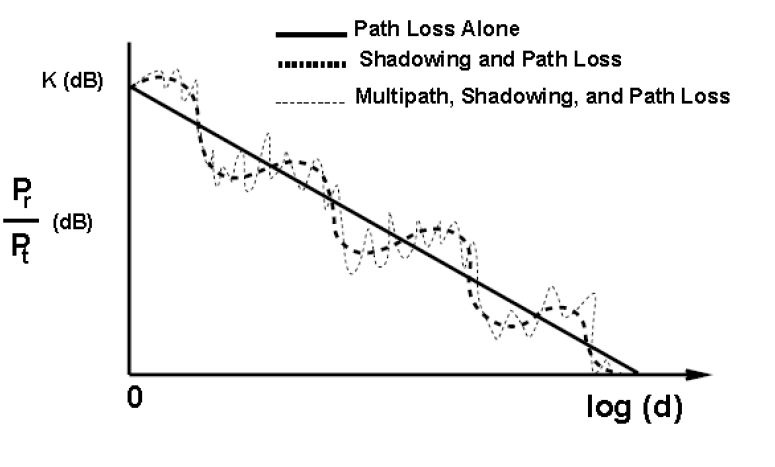 Path Loss Alone
Shadowing and Path Loss
Multipath, Shadowing, and Path Loss
K (dB)
Pr
Pt
(dB)
0
log (d)